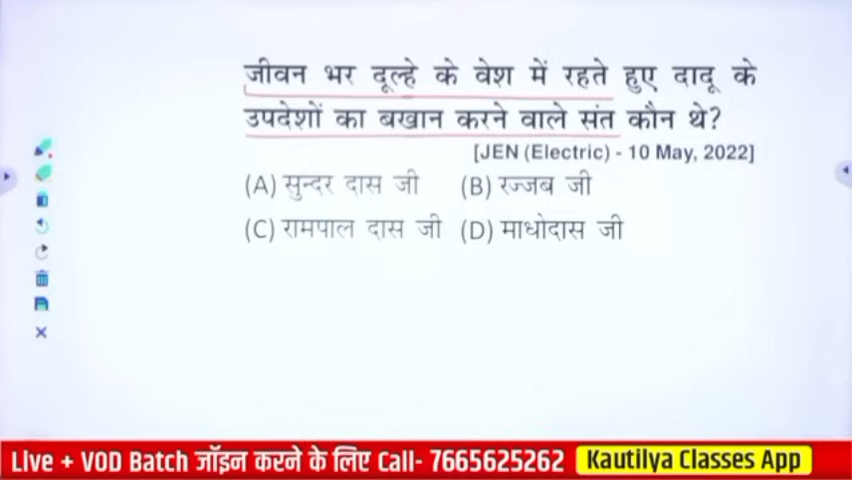 जीवन भर दूल्हे के वेश में रहते हुए दादू के
उपदेशों का बखान करने वाले संत कौन थे?
[JEN (Electric) - 10 May, 2022]
(A) सुन्दर दास जी (B) रज्जब जी
(C) रामपाल दास जी (D) माधोदास जी
Live + VOD Batch जॉइन करने के लिए Call- 7665625262 Kautilya Classes App